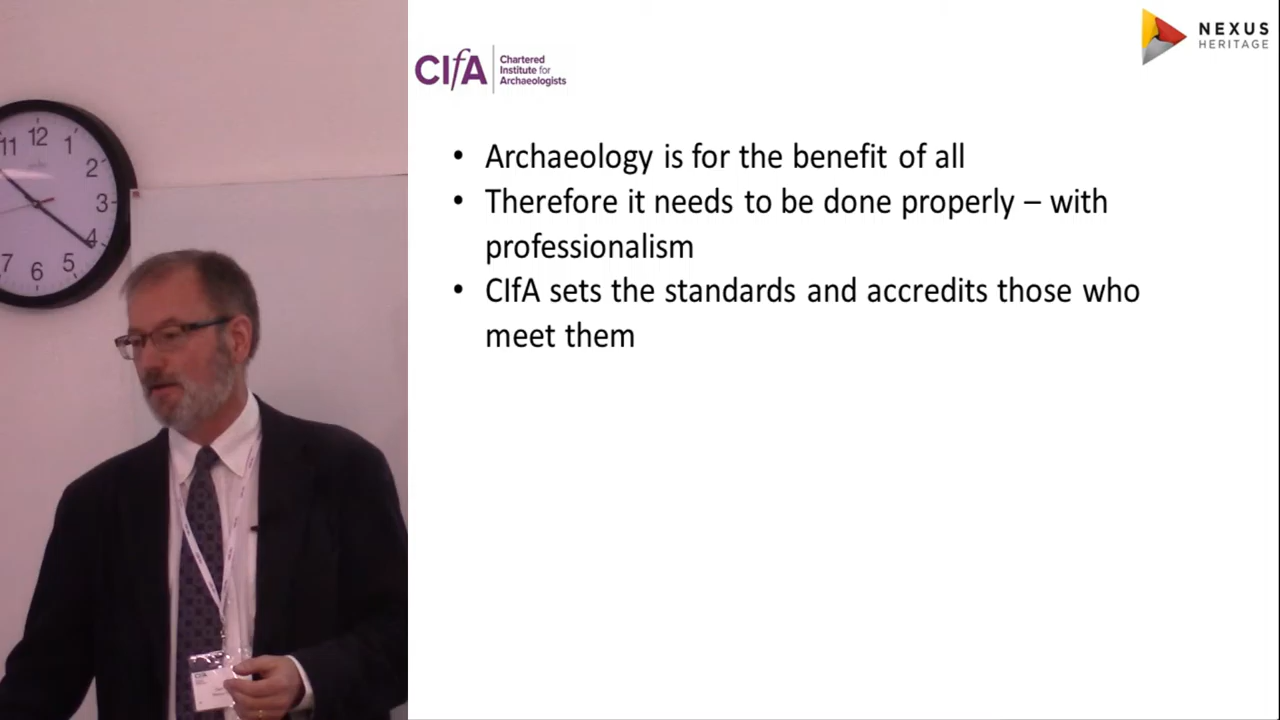 CIfA
Chartered
Institute for
Archaeologists
NEXUS
HERITAGE
• Archaeology is for the benefit of all
• Therefore it needs to be done properly – with
professionalism
• CIfA sets the standards and accredits those who
meet them
11 12 1
2
3
4
5
6
7